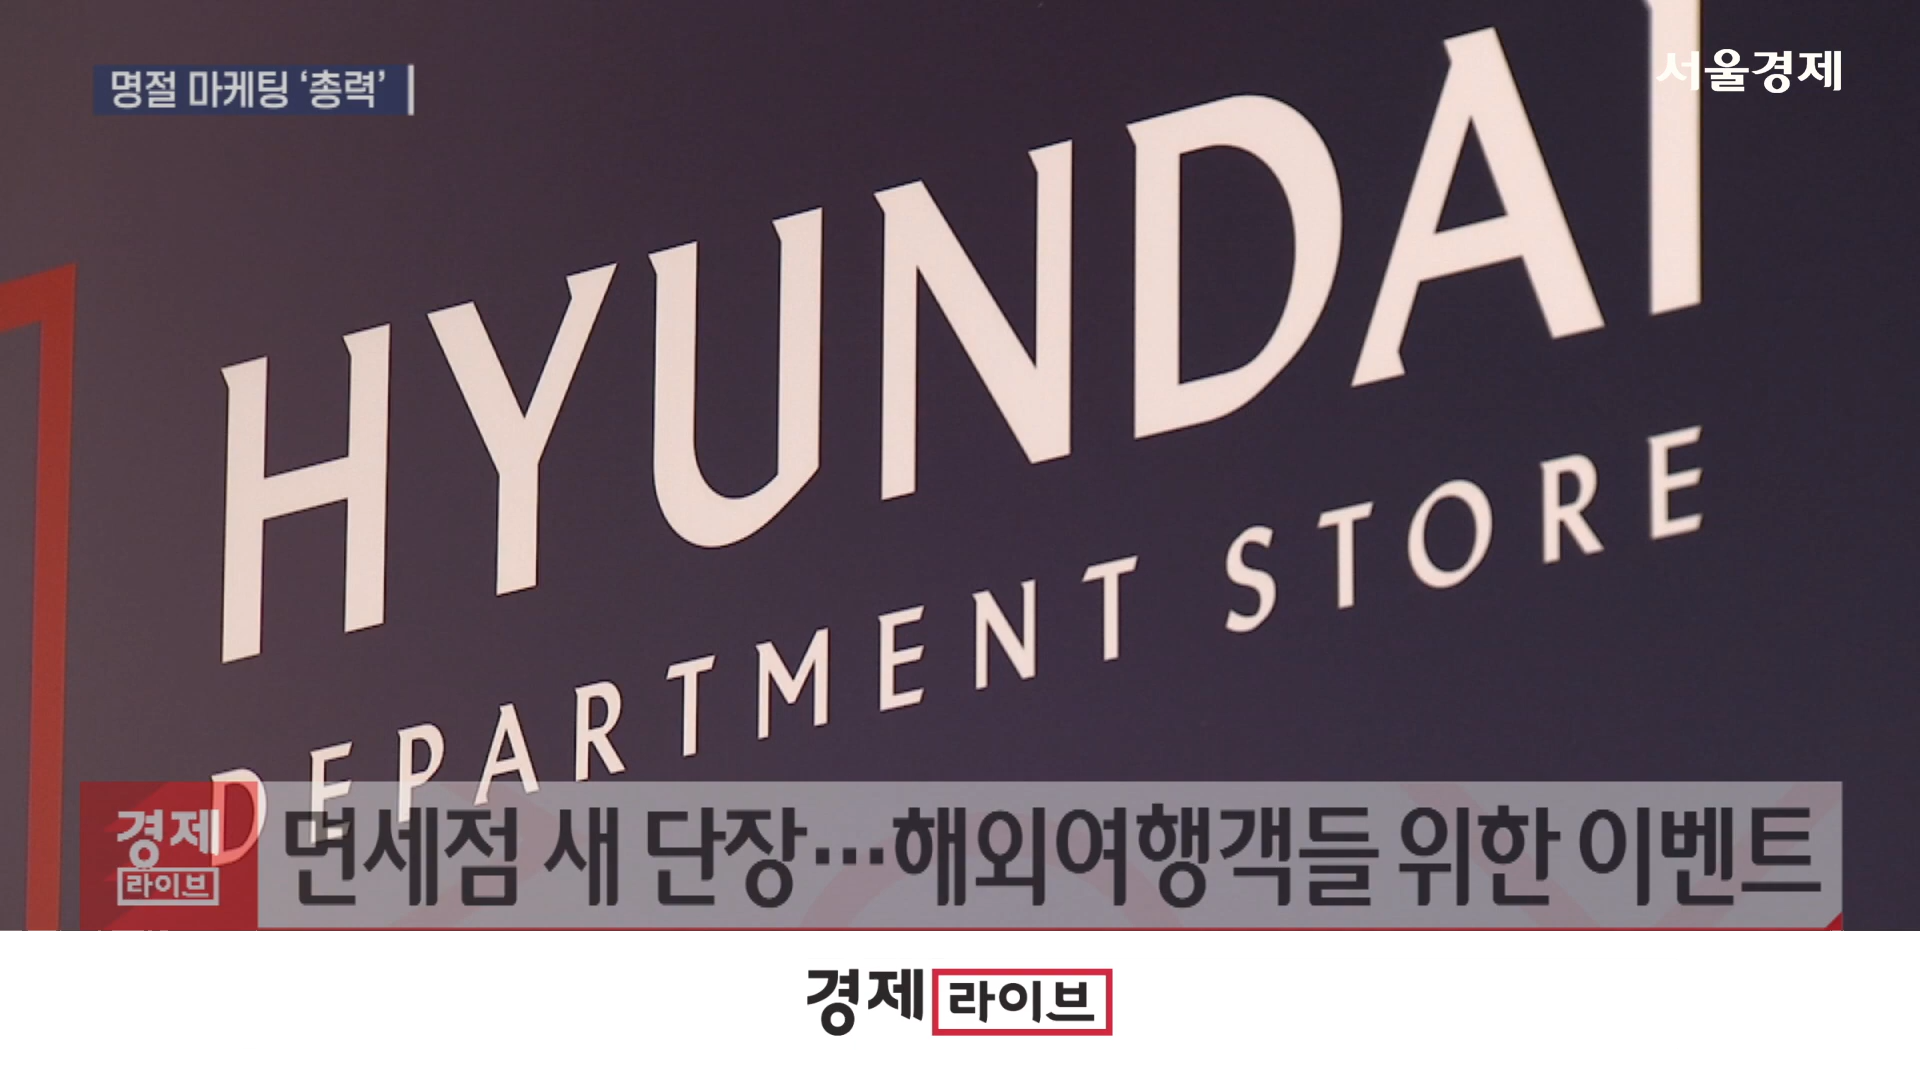 명절 마케팅 ‘총력’
서울경제
HYUNDAI
DEPARTMENT STORE
경제
라이브
면세점 새 단장…해외여행객들 위한 이벤트
경제 라이브